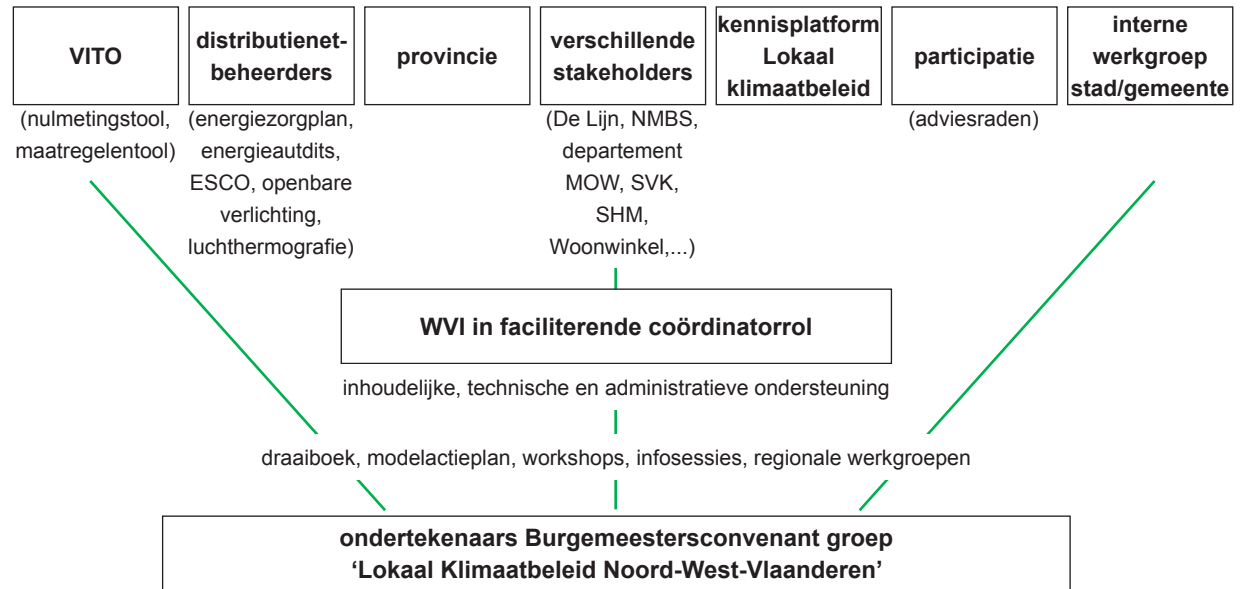 VITO
(nulmetingstool,
maatregelentool)
distributienet-
beheerders
(energiezorgplan,
energieautdits,
ESCO, openbare
verlichting,
luchthermografie)
provincie
verschillende
stakeholders
(De Lijn, NMBS,
departement
MOW, SVK,
SHM,
Woonwinkel,...)
kennisplatform
Lokaal
klimaatbeleid
participatie
(adviesraden)
interne
werkgroep
stad/gemeente
WVI in faciliterende coördinatorrol
inhoudelijke, technische en administratieve ondersteuning
draaiboek, modelactieplan, workshops, infosessies, regionale werkgroepen
ondertekenaars Burgemeestersconvenant groep
‘Lokaal Klimaatbeleid Noord-West-Vlaanderen’